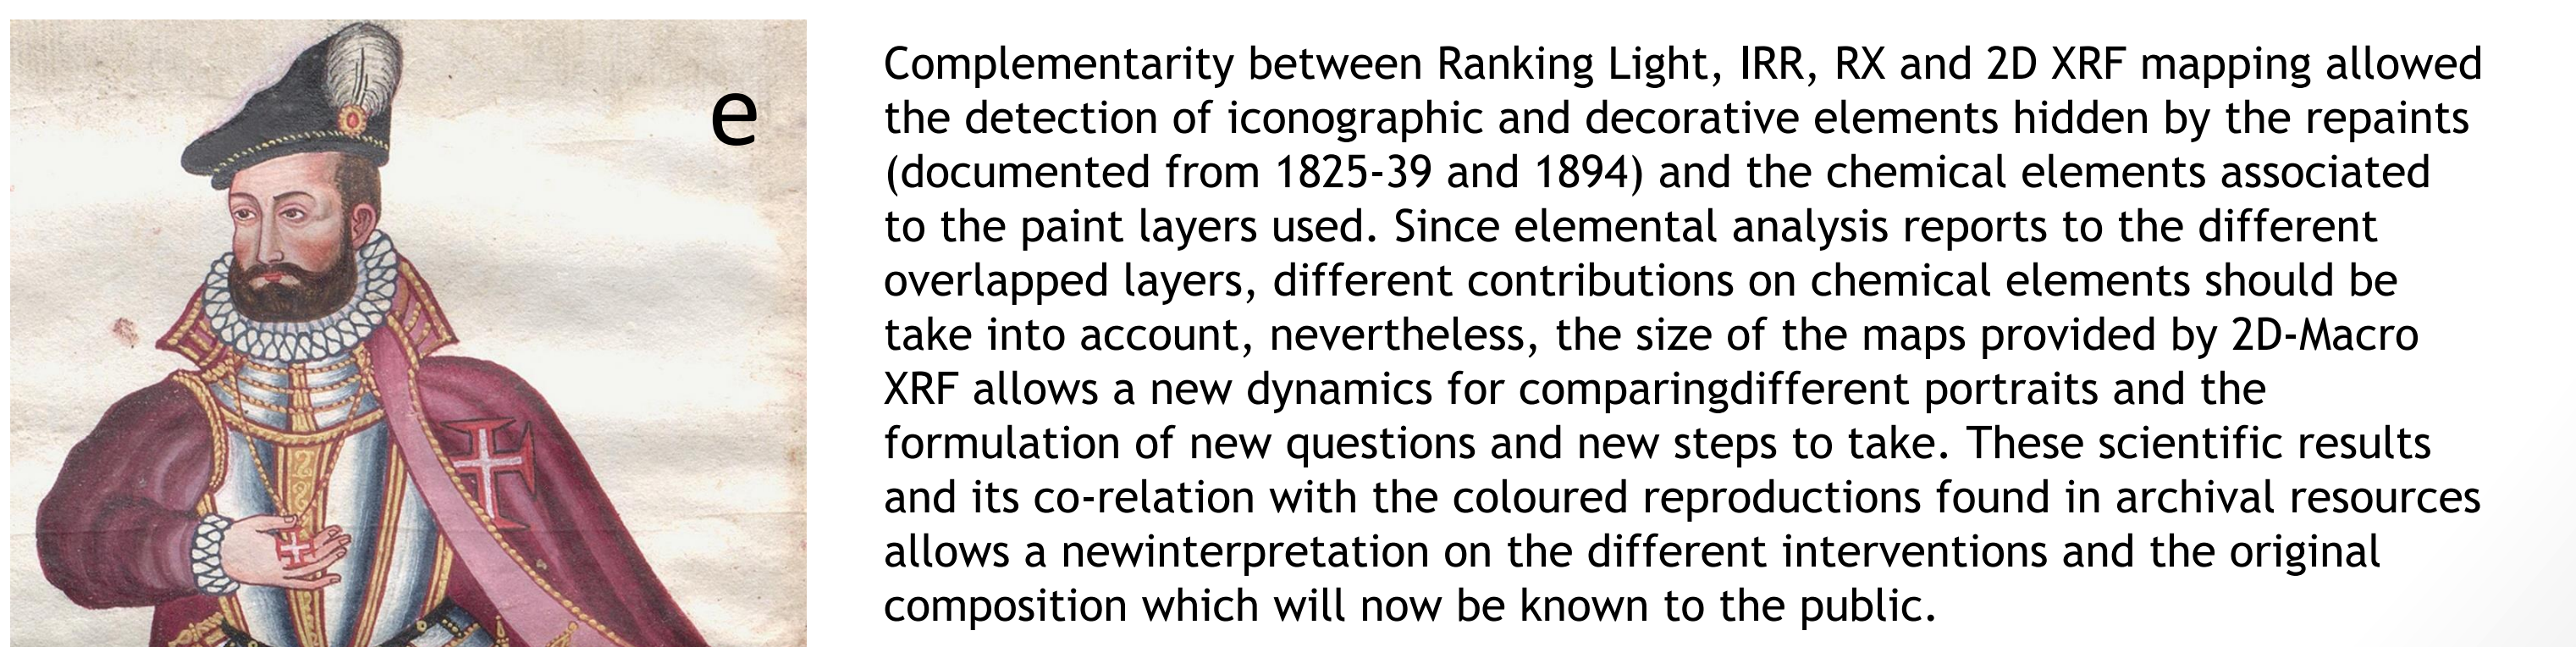 e
Complementarity between Ranking Light, IRR, RX and 2D XRF mapping allowed
the detection of iconographic and decorative elements hidden by the repaints
(documented from 1825-39 and 1894) and the chemical elements associated
to the paint layers used. Since elemental analysis reports to the different
overlapped layers, different contributions on chemical elements should be
take into account, nevertheless, the size of the maps provided by 2D-Macro
XRF allows a new dynamics for comparingdifferent portraits and the
formulation of new questions and new steps to take. These scientific results
and its co-relation with the coloured reproductions found in archival resources
allows a newinterpretation on the different interventions and the original
composition which will now be known to the public.